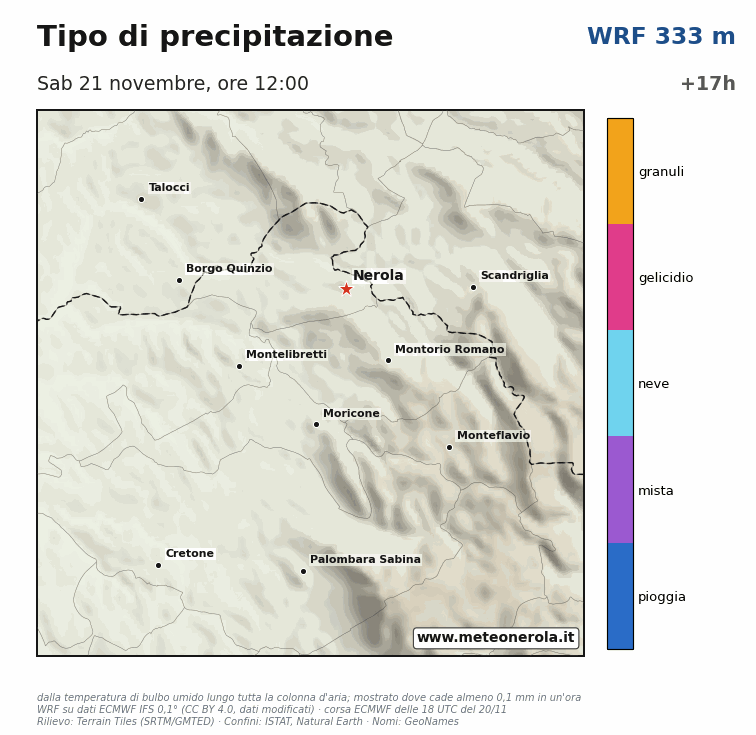 Tipo di precipitazione
WRF 333 m
Sab 21 novembre, ore 12:00
+17h
Talocci
Borgo Quinzio
Nerola
Scandriglia
Montelibretti
Montorio Romano
Moricone
Monteflavio
Cretone
Palombara Sabina
www.meteonerola.it
granuli
gelicidio
neve
mista
pioggia
dalla temperatura di bulbo umido lungo tutta la colonna d'aria; mostrato dove cade almeno 0,1 mm in un'ora
WRF su dati ECMWF IFS 0,1° (CC BY 4.0, dati modificati) · corsa ECMWF delle 18 UTC del 20/11
Rilievo: Terrain Tiles (SRTM/GMTED) · Confini: ISTAT, Natural Earth · Nomi: GeoNames